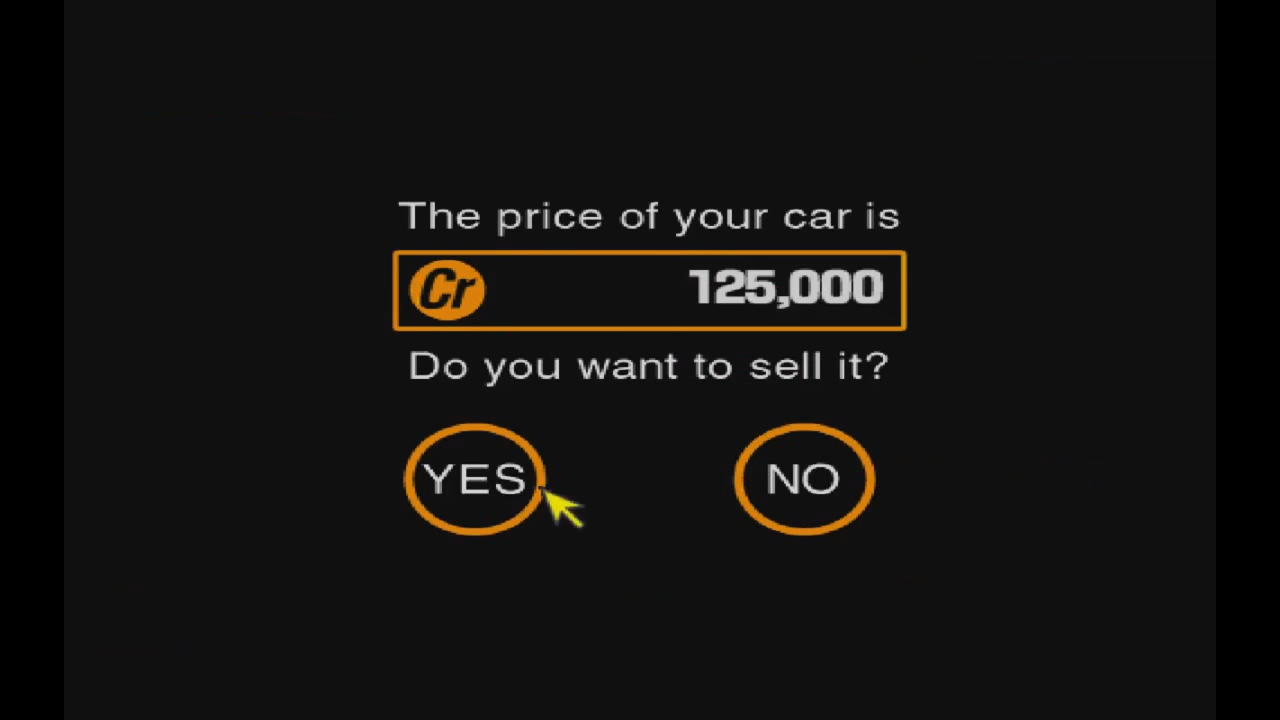 The price of your car is
Cr 125,000
Do you want to sell it?
YES NO